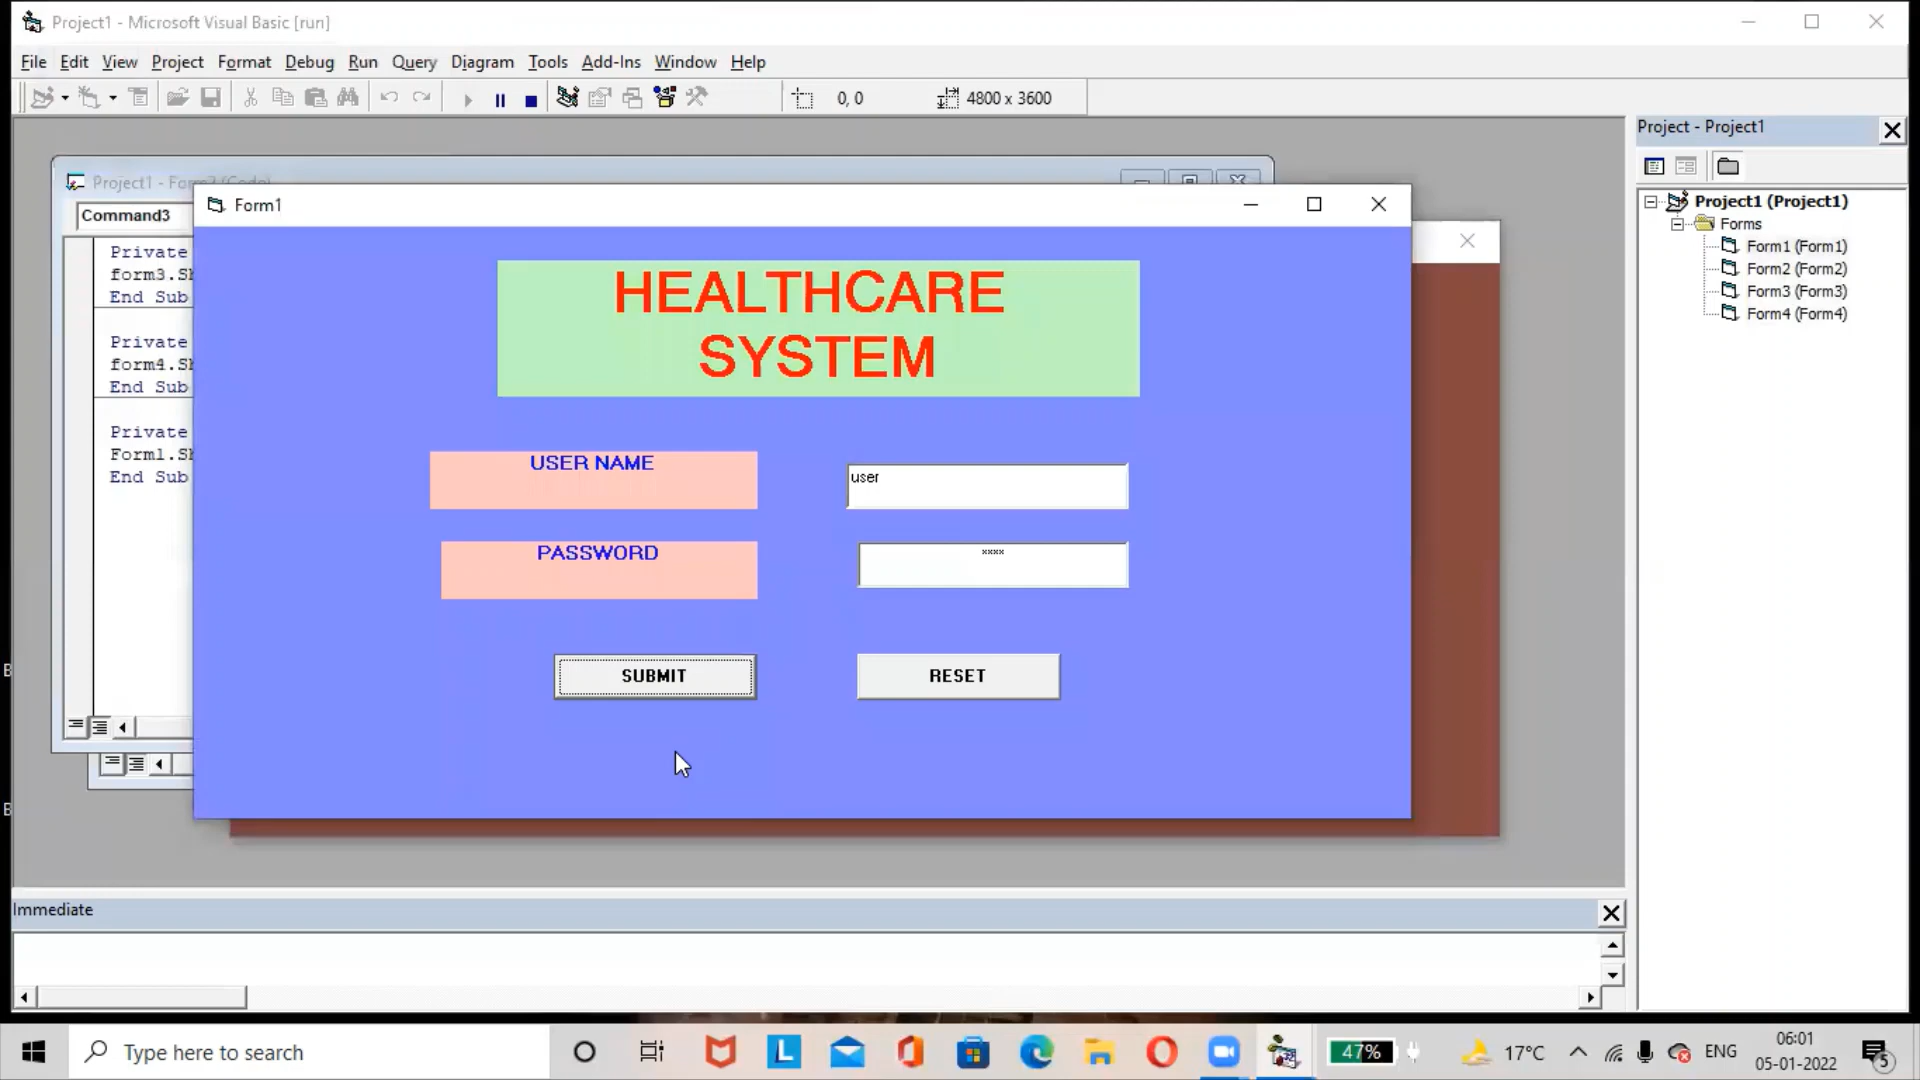 Project1 - Microsoft Visual Basic [run]
File Edit View Project Format Debug Run Query Diagram Tools Add-Ins Window Help
0, 0 4800 x 3600
Project - Project1
Project1 (Project1)
Forms
Form1 (Form1)
Form2 (Form2)
Form3 (Form3)
Form4 (Form4)
Project1 - Form2 (Code)
Command3
Private
form3.Sh
End Sub
Private
form4.Sh
End Sub
Private
Form1.Sh
End Sub
Form1
HEALTHCARE
SYSTEM
USER NAME
user
PASSWORD
****
SUBMIT
RESET
Immediate
Type here to search
47%
17°C
ENG
06:01
05-01-2022
5